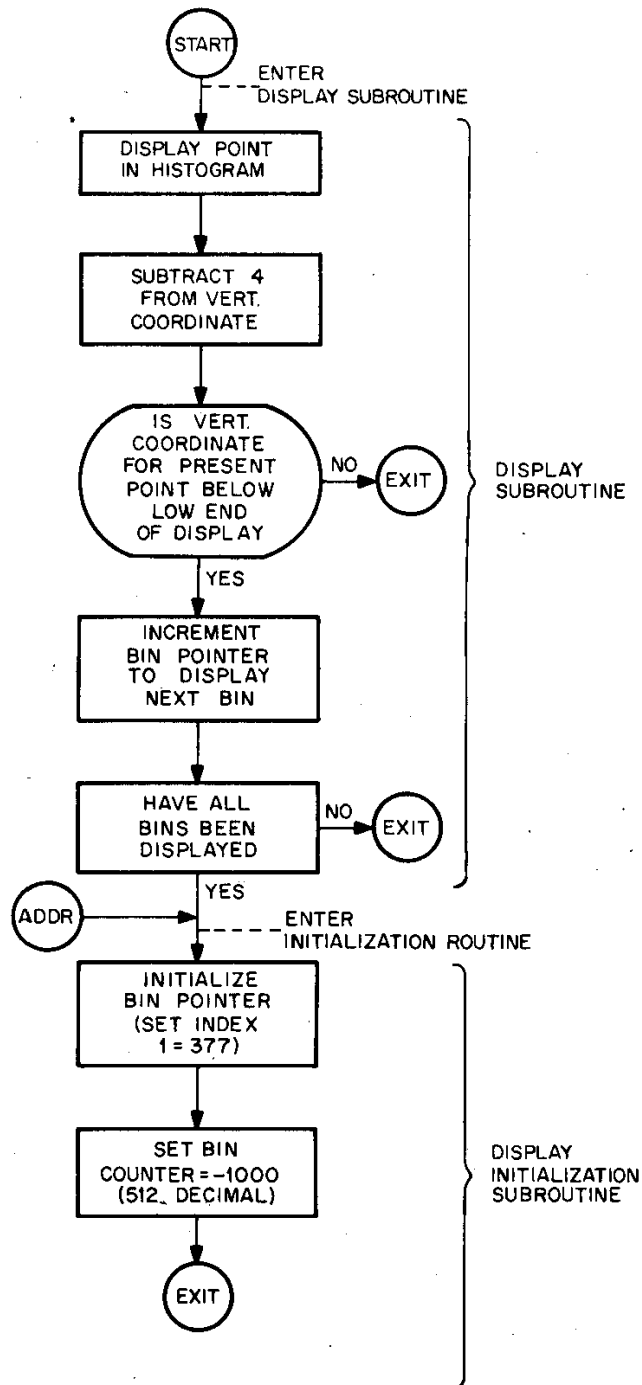 START
ENTER
DISPLAY SUBROUTINE
DISPLAY POINT
IN HISTOGRAM
SUBTRACT 4
FROM VERT.
COORDINATE
IS VERT.
COORDINATE
FOR PRESENT
POINT BELOW
LOW END
OF DISPLAY
NO
EXIT
DISPLAY
SUBROUTINE
YES
INCREMENT
BIN POINTER
TO DISPLAY
NEXT BIN
HAVE ALL
BINS BEEN
DISPLAYED
NO
EXIT
YES
ADDR
ENTER
INITIALIZATION ROUTINE
INITIALIZE
BIN POINTER
(SET INDEX
1 = 377)
SET BIN
COUNTER = -1000
(512 DECIMAL)
DISPLAY
INITIALIZATION
SUBROUTINE
EXIT